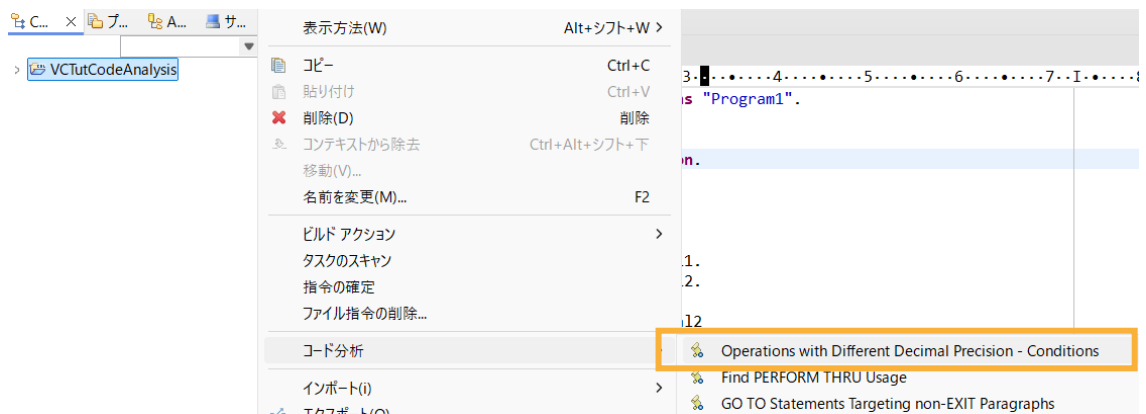 C... × プ... A... サ...
VCTutCodeAnalysis
表示方法(W) Alt+シフト+W >
コピー Ctrl+C
貼り付け Ctrl+V
削除(D) 削除
コンテキストから除去 Ctrl+Alt+シフト+下
移動(V)...
名前を変更(M)... F2
ビルド アクション >
タスクのスキャン
指令の確定
ファイル指令の削除...
コード分析
インポート(i) >
エクスポート(O)
3·····4·········5·········6·········7··I·····8
s "Program1".
on.
1.
2.
l2
Operations with Different Decimal Precision - Conditions
Find PERFORM THRU Usage
GO TO Statements Targeting non-EXIT Paragraphs